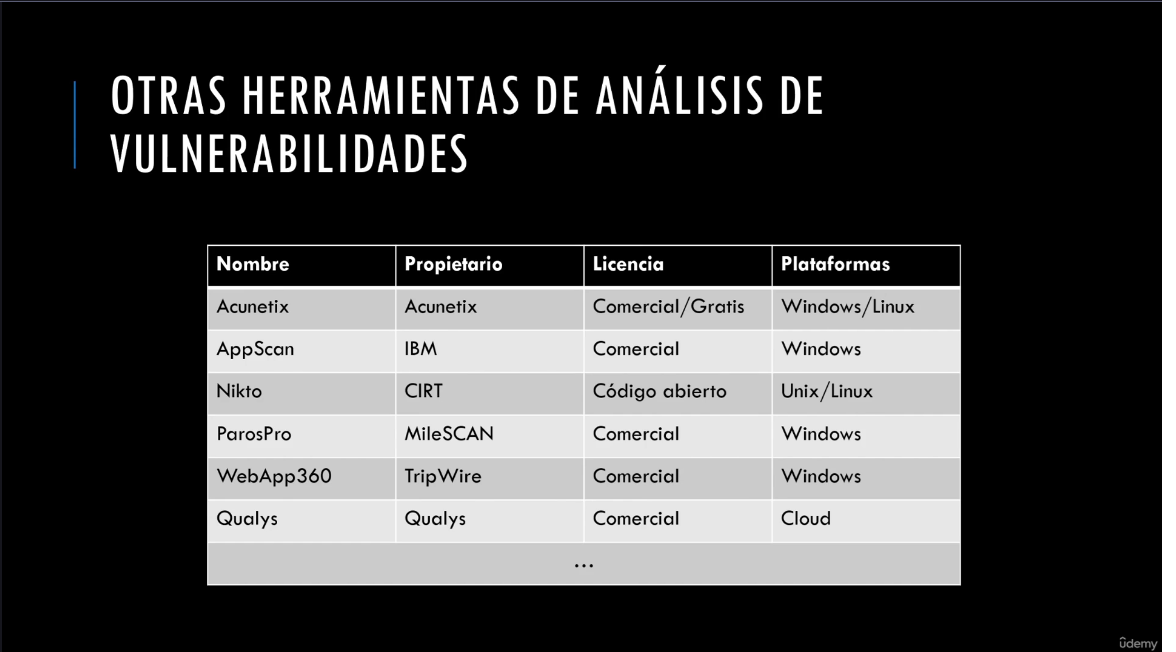 OTRAS HERRAMIENTAS DE ANÁLISIS DE
VULNERABILIDADES
Nombre Propietario Licencia Plataformas
Acunetix Acunetix Comercial/Gratis Windows/Linux
AppScan IBM Comercial Windows
Nikto CIRT Código abierto Unix/Linux
ParosPro MileSCAN Comercial Windows
WebApp360 TripWire Comercial Windows
Qualys Qualys Comercial Cloud
...
ûdemy